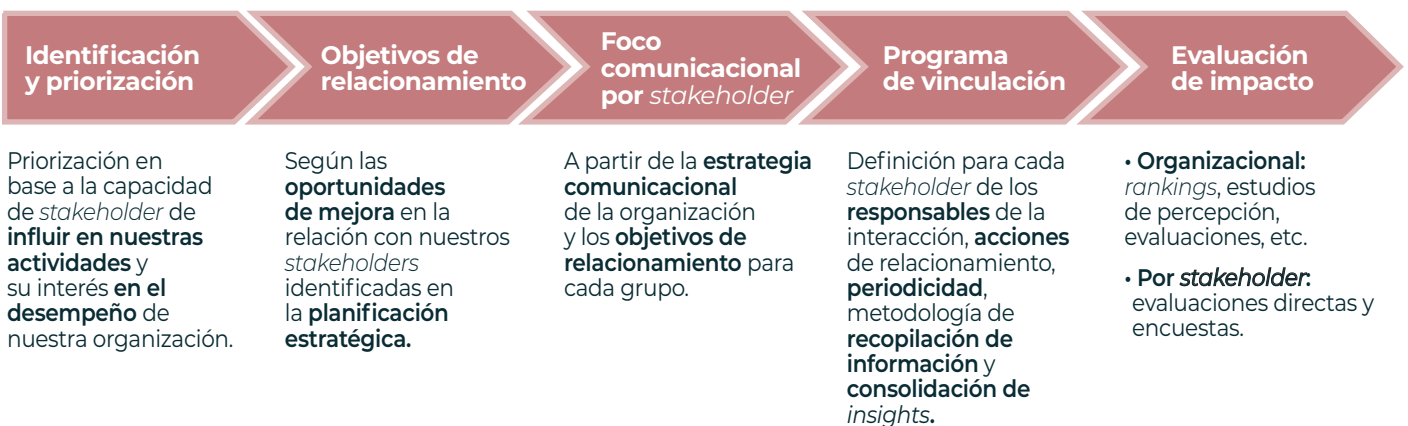 Identificación
y priorización
Objetivos de
relacionamiento
Foco
comunicacional
por stakeholder
Programa
de vinculación
Evaluación
de impacto
Priorización en
base a la capacidad
de stakeholder de
influir en nuestras
actividades y
su interés en el
desempeño de
nuestra organización.
Según las
oportunidades
de mejora en la
relación con nuestros
stakeholders
identificadas en
la planificación
estratégica.
A partir de la estrategia
comunicacional
de la organización
y los objetivos de
relacionamiento para
cada grupo.
Definición para cada
stakeholder de los
responsables de la
interacción, acciones
de relacionamiento,
periodicidad,
metodología de
recopilación de
información y
consolidación de
insights.
• Organizacional:
rankings, estudios
de percepción,
evaluaciones, etc.
• Por stakeholder:
evaluaciones directas y
encuestas.